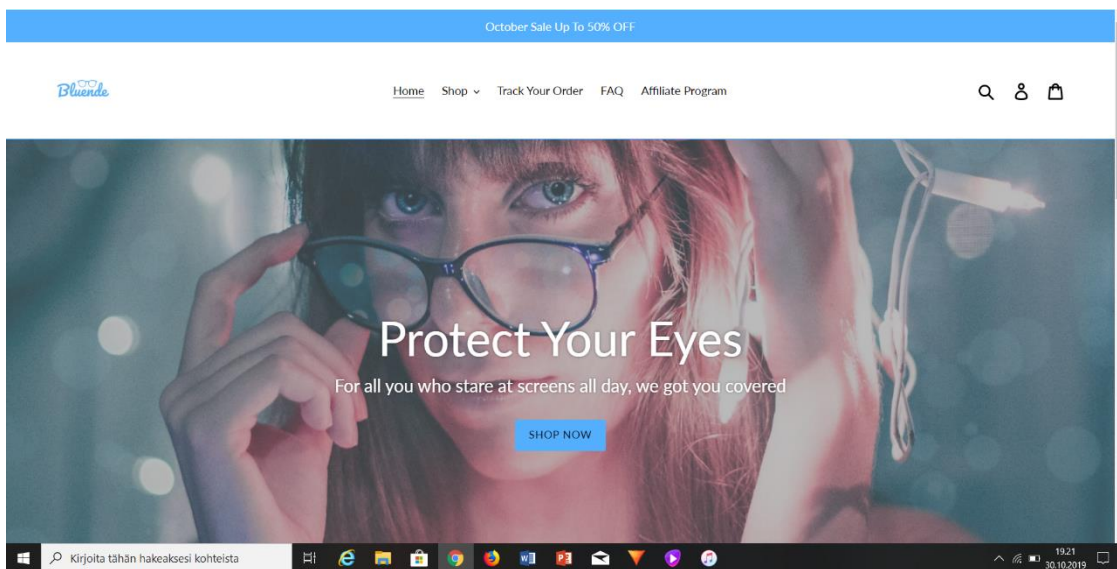 October Sale Up To 50% OFF
Bluende
Home Shop Track Your Order FAQ Affiliate Program
Protect Your Eyes
For all you who stare at screens all day, we got you covered
SHOP NOW
Kirjoita tähän hakeaksesi kohteista
19.21
30.10.2019